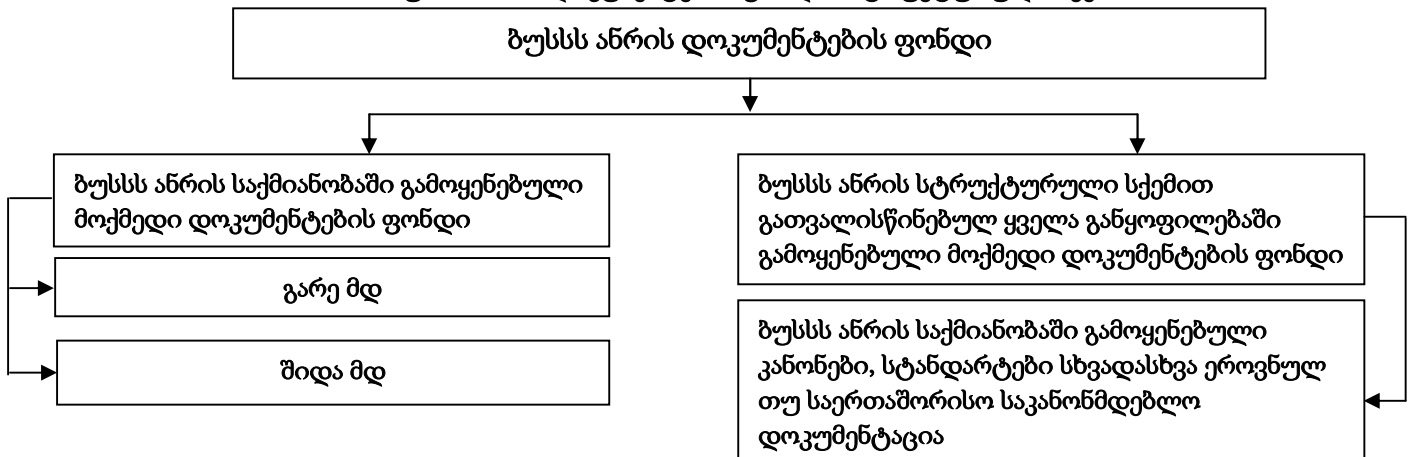 ბუსსს ანრის დოკუმენტების ფონდი
ბუსსს ანრის საქმიანობაში გამოყენებული
მოქმედი დოკუმენტების ფონდი
გარე მდ
შიდა მდ
ბუსსს ანრის სტრუქტურული სქემით
გათვალისწინებულ ყველა განყოფილებაში
გამოყენებული მოქმედი დოკუმენტების ფონდი
ბუსსს ანრის საქმიანობაში გამოყენებული
კანონები, სტანდარტები სხვადასხვა ეროვნულ
თუ საერთაშორისო საკანონმდებლო
დოკუმენტაცია